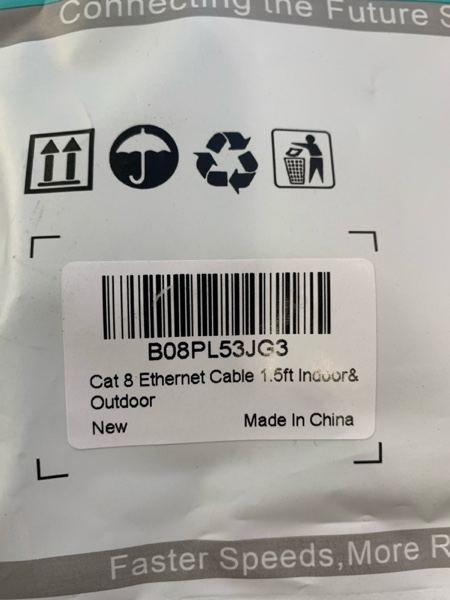 Connecting the Future S
B08PL53JG3
Cat 8 Ethernet Cable 1.5ft Indoor&
Outdoor
New Made In China
Faster Speeds,More R